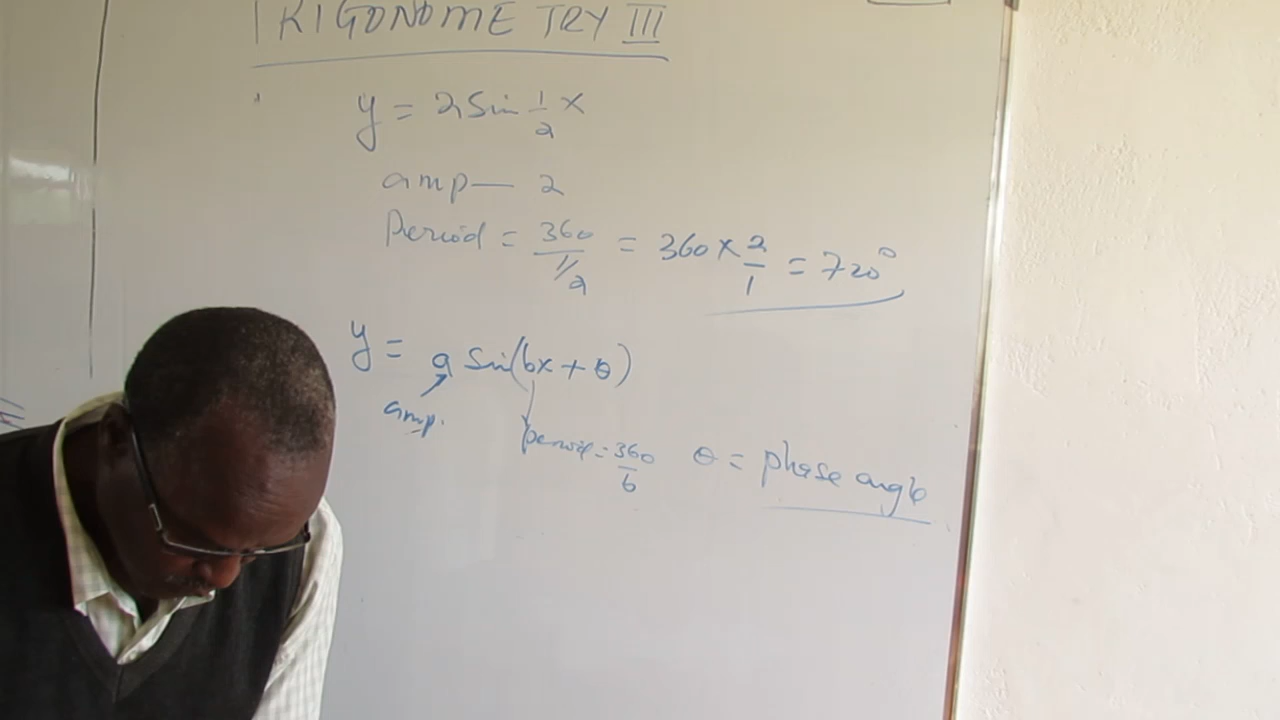 TRIGONOMETRY III
y = 2 Sin 1/2 x
amp — 2
Period = 360/1/2 = 360 × 2/1 = 720°
y = a Sin(bx + θ)
amp.
period = 360/b θ = phase angle